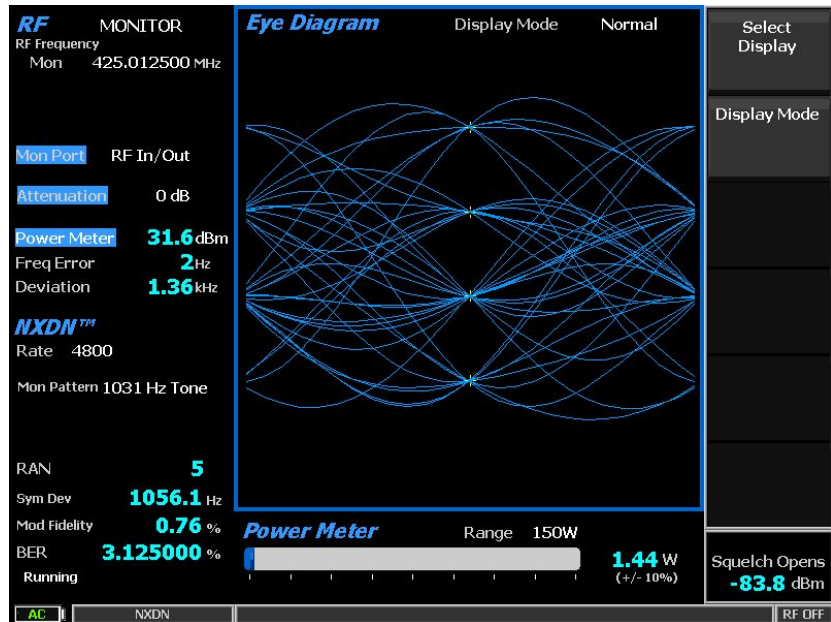 RF MONITOR
RF Frequency
Mon 425.012500 MHz
Mon Port RF In/Out
Attenuation 0 dB
Power Meter 31.6 dBm
Freq Error 2 Hz
Deviation 1.36 kHz
NXDN™
Rate 4800
Mon Pattern 1031 Hz Tone
RAN 5
Sym Dev 1056.1 Hz
Mod Fidelity 0.76 %
BER 3.125000 %
Running
Eye Diagram Display Mode Normal
Power Meter Range 150W
1.44 W
(+/- 10%)
Select
Display
Display Mode
Squelch Opens
-83.8 dBm
AC NXDN RF OFF